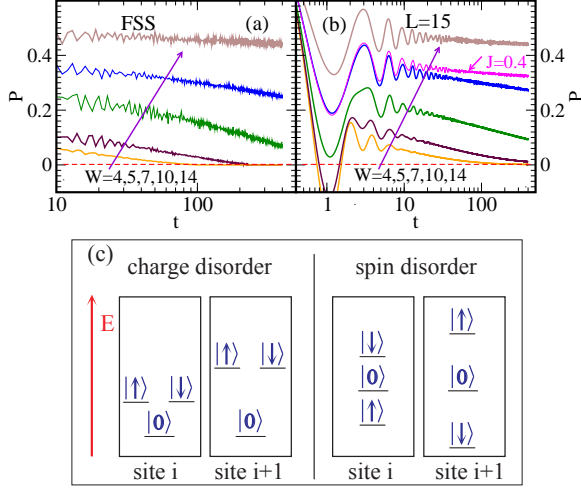 FSS (a)
(b) L=15
P
0.4
0.2
0
J=0.4
W=4,5,7,10,14
10 100
t
P
0.4
0.2
0
W=4,5,7,10,14
1 10 100
t
(c)
charge disorder spin disorder
E
|↑⟩ |↓⟩
|0⟩
site i
|↑⟩ |↓⟩
|0⟩
site i+1
|↓⟩
|0⟩
|↑⟩
site i
|↑⟩
|0⟩
|↓⟩
site i+1